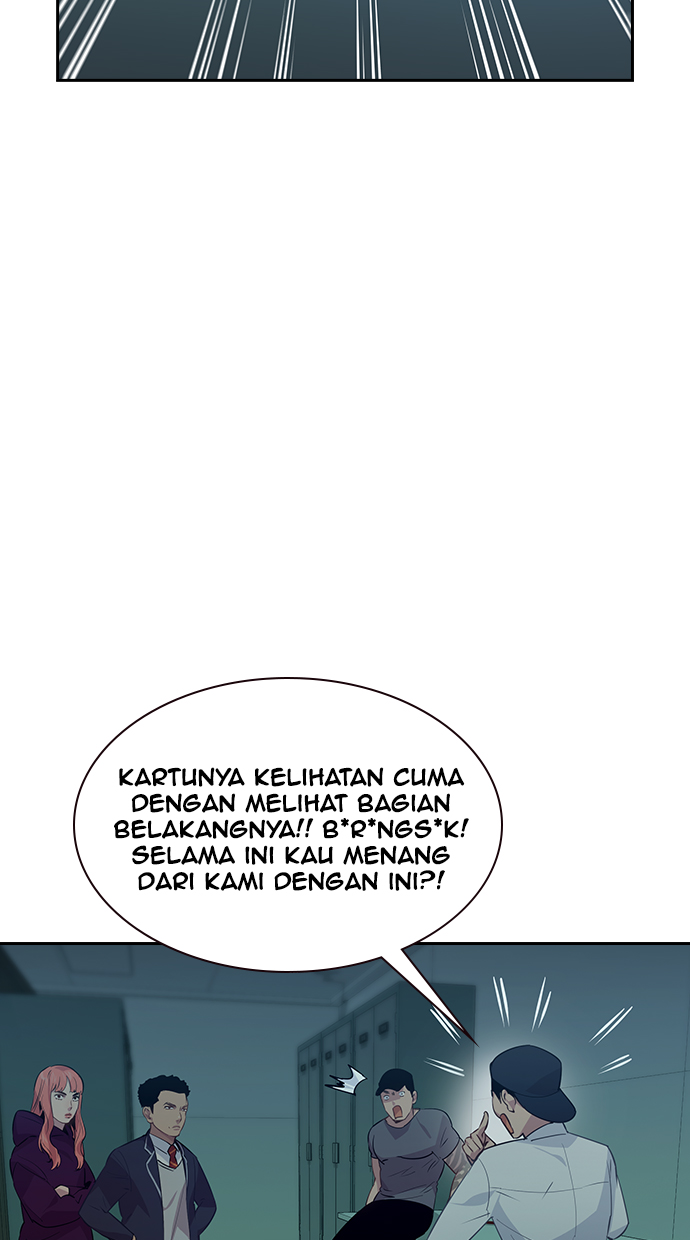 KARTUNYA KELIHATAN CUMA
DENGAN MELIHAT BAGIAN
BELAKANGNYA!! B*R*NGS*K!
SELAMA INI KAU MENANG
DARI KAMI DENGAN INI?!